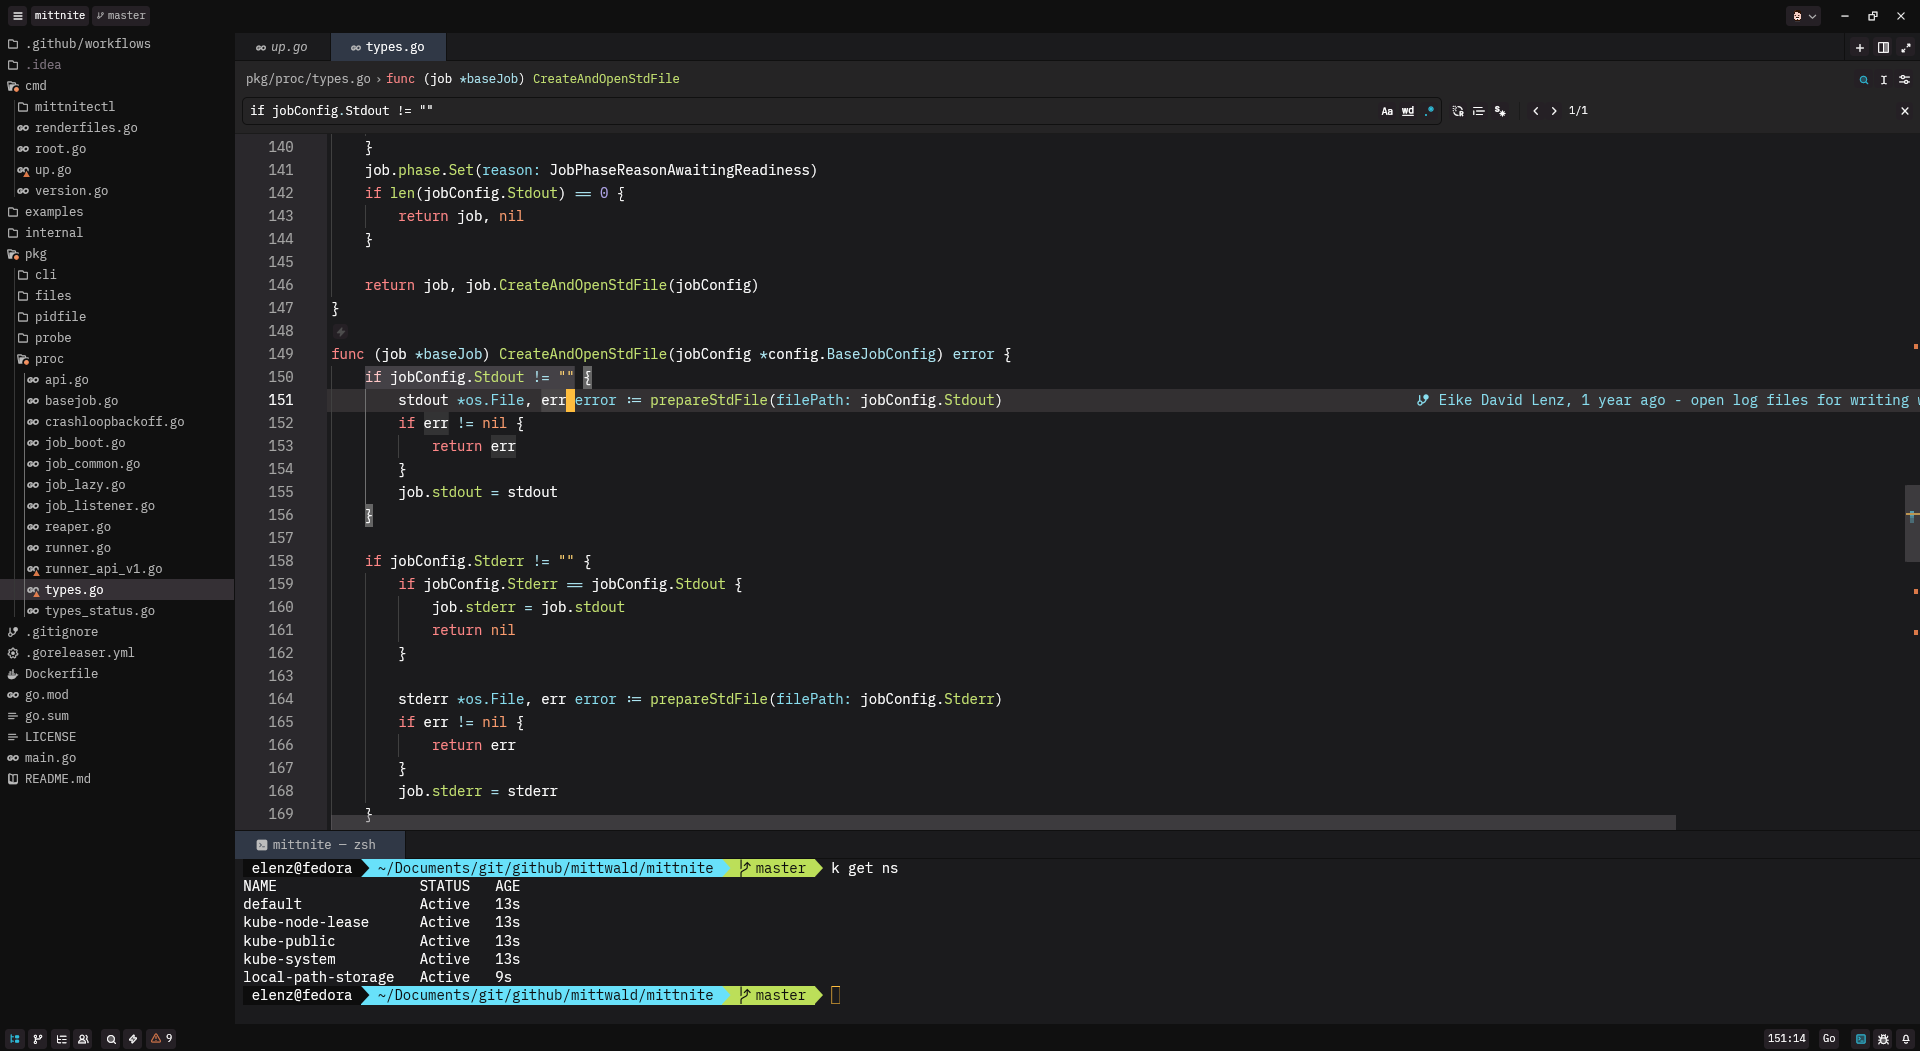 mittnite master
.github/workflows
.idea
cmd
mittnitectl
renderfiles.go
root.go
up.go
version.go
examples
internal
pkg
cli
files
pidfile
probe
proc
api.go
basejob.go
crashloopbackoff.go
job_boot.go
job_common.go
job_lazy.go
job_listener.go
reaper.go
runner.go
runner_api_v1.go
types.go
types_status.go
.gitignore
.goreleaser.yml
Dockerfile
go.mod
go.sum
LICENSE
main.go
README.md
up.go types.go
pkg/proc/types.go › func (job *baseJob) CreateAndOpenStdFile
if jobConfig.Stdout != "" Aa wd .* 1/1
140 }
141 job.phase.Set(reason: JobPhaseReasonAwaitingReadiness)
142 if len(jobConfig.Stdout) == 0 {
143 return job, nil
144 }
145
146 return job, job.CreateAndOpenStdFile(jobConfig)
147 }
148
149 func (job *baseJob) CreateAndOpenStdFile(jobConfig *config.BaseJobConfig) error {
150 if jobConfig.Stdout != "" {
151 stdout *os.File, err error := prepareStdFile(filePath: jobConfig.Stdout) Eike David Lenz, 1 year ago - open log files for writing
152 if err != nil {
153 return err
154 }
155 job.stdout = stdout
156 }
157
158 if jobConfig.Stderr != "" {
159 if jobConfig.Stderr == jobConfig.Stdout {
160 job.stderr = job.stdout
161 return nil
162 }
163
164 stderr *os.File, err error := prepareStdFile(filePath: jobConfig.Stderr)
165 if err != nil {
166 return err
167 }
168 job.stderr = stderr
169 }
mittnite — zsh
elenz@fedora ~/Documents/git/github/mittwald/mittnite master k get ns
NAME STATUS AGE
default Active 13s
kube-node-lease Active 13s
kube-public Active 13s
kube-system Active 13s
local-path-storage Active 9s
elenz@fedora ~/Documents/git/github/mittwald/mittnite master
9 151:14 Go